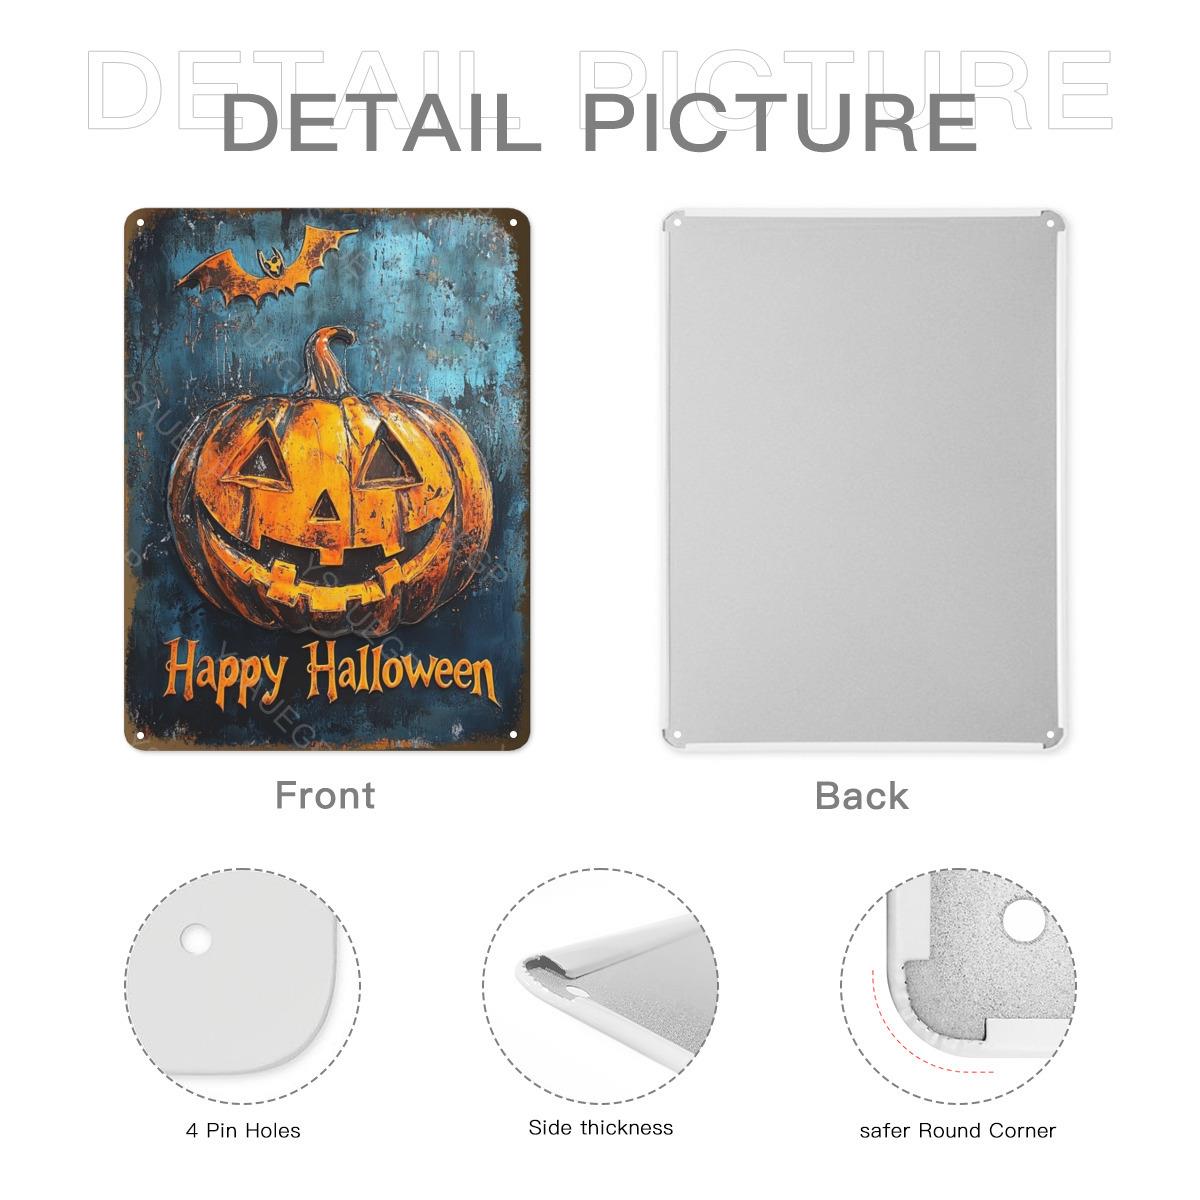 DETAIL PICTURE
DETAIL PICTURE
Happy Halloween
Front
Back
4 Pin Holes
Side thickness
safer Round Corner